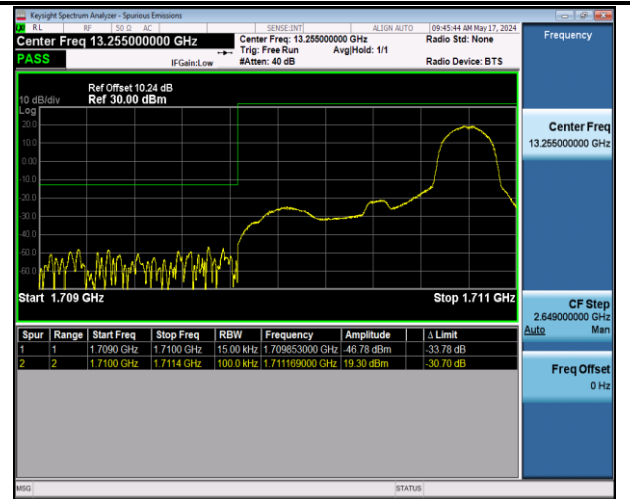 Keysight Spectrum Analyzer - Spurious Emissions
RL RF 50 Ω AC SENSE:INT ALIGN AUTO 09:45:44 AM May 17, 2024
Center Freq 13.255000000 GHz Center Freq: 13.255000000 GHz Radio Std: None
Trig: Free Run Avg|Hold: 1/1
PASS IFGain:Low #Atten: 40 dB Radio Device: BTS
Frequency
Ref Offset 10.24 dB
10 dB/div Ref 30.00 dBm
Log
20.0
10.0
0.00
-10.0
-20.0
-30.0
-40.0
-50.0
-60.0
Start 1.709 GHz Stop 1.711 GHz
Center Freq
13.255000000 GHz
CF Step
2.649000000 GHz
Auto Man
Freq Offset
0 Hz
Spur Range Start Freq Stop Freq RBW Frequency Amplitude Δ Limit
1 1 1.7090 GHz 1.7100 GHz 15.00 kHz 1.709853000 GHz -46.78 dBm -33.78 dB
2 2 1.7100 GHz 1.7114 GHz 100.0 kHz 1.711169000 GHz 19.30 dBm -30.70 dB
MSG STATUS